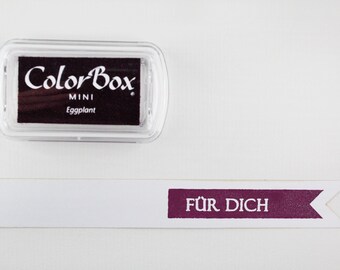 ColorBox
MINI
Eggplant
FÜR DICH